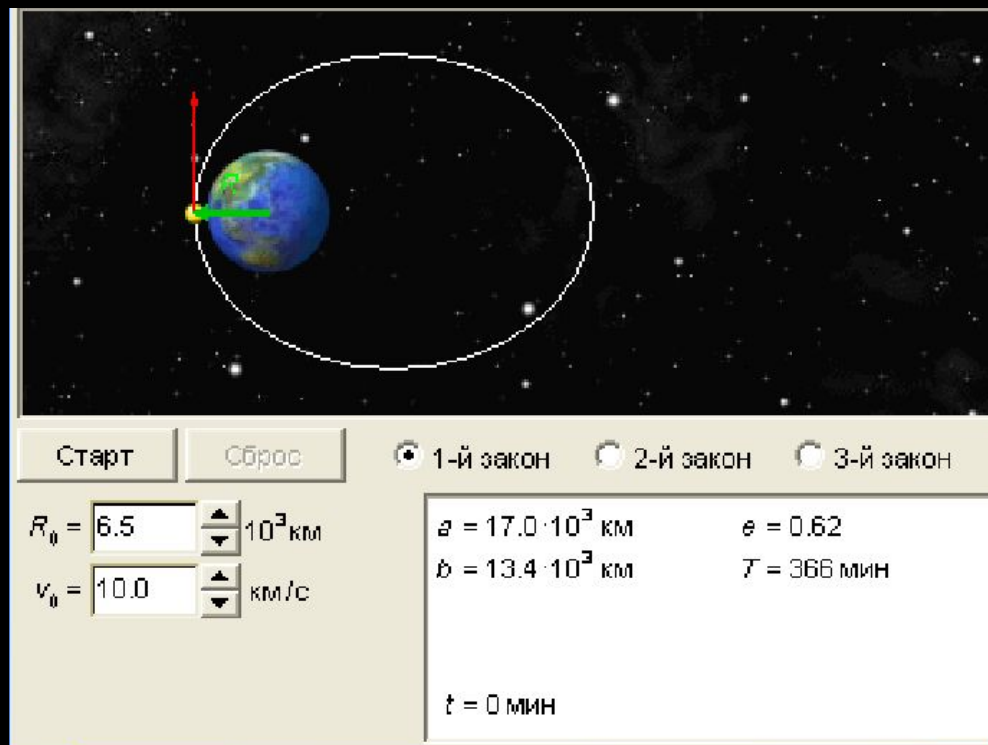 Старт Сброс 1-й закон 2-й закон 3-й закон
R₀ = 6.5 10³км
v₀ = 10.0 км/с
a = 17.0·10³ км e = 0.62
b = 13.4·10³ км T = 366 мин
t = 0 мин